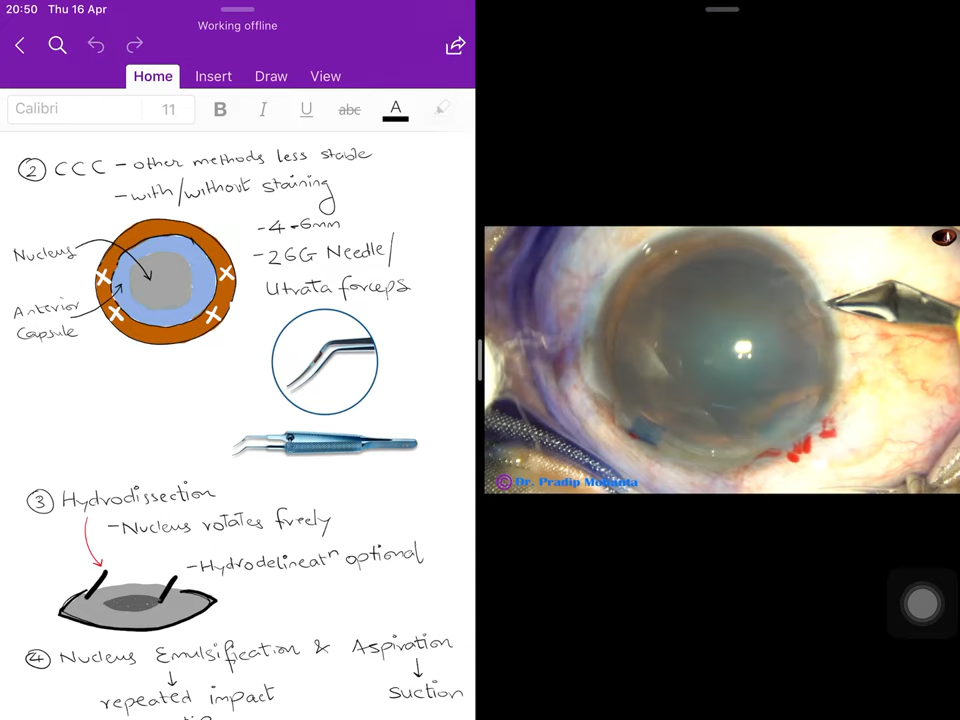 20:50 Thu 16 Apr
Working offline
Home Insert Draw View
Calibri 11 B I U abc A
② CCC - other methods less stable
- with/without staining
- 4-6mm
Nucleus
- 26G Needle/
Utrata forceps
Anterior
Capsule
③ Hydrodissection
- Nucleus rotates freely
- Hydrodelineatⁿ optional
④ Nucleus Emulsification & Aspiration
↓ ↓
repeated impact suction
© Dr. Pradip Mohanta